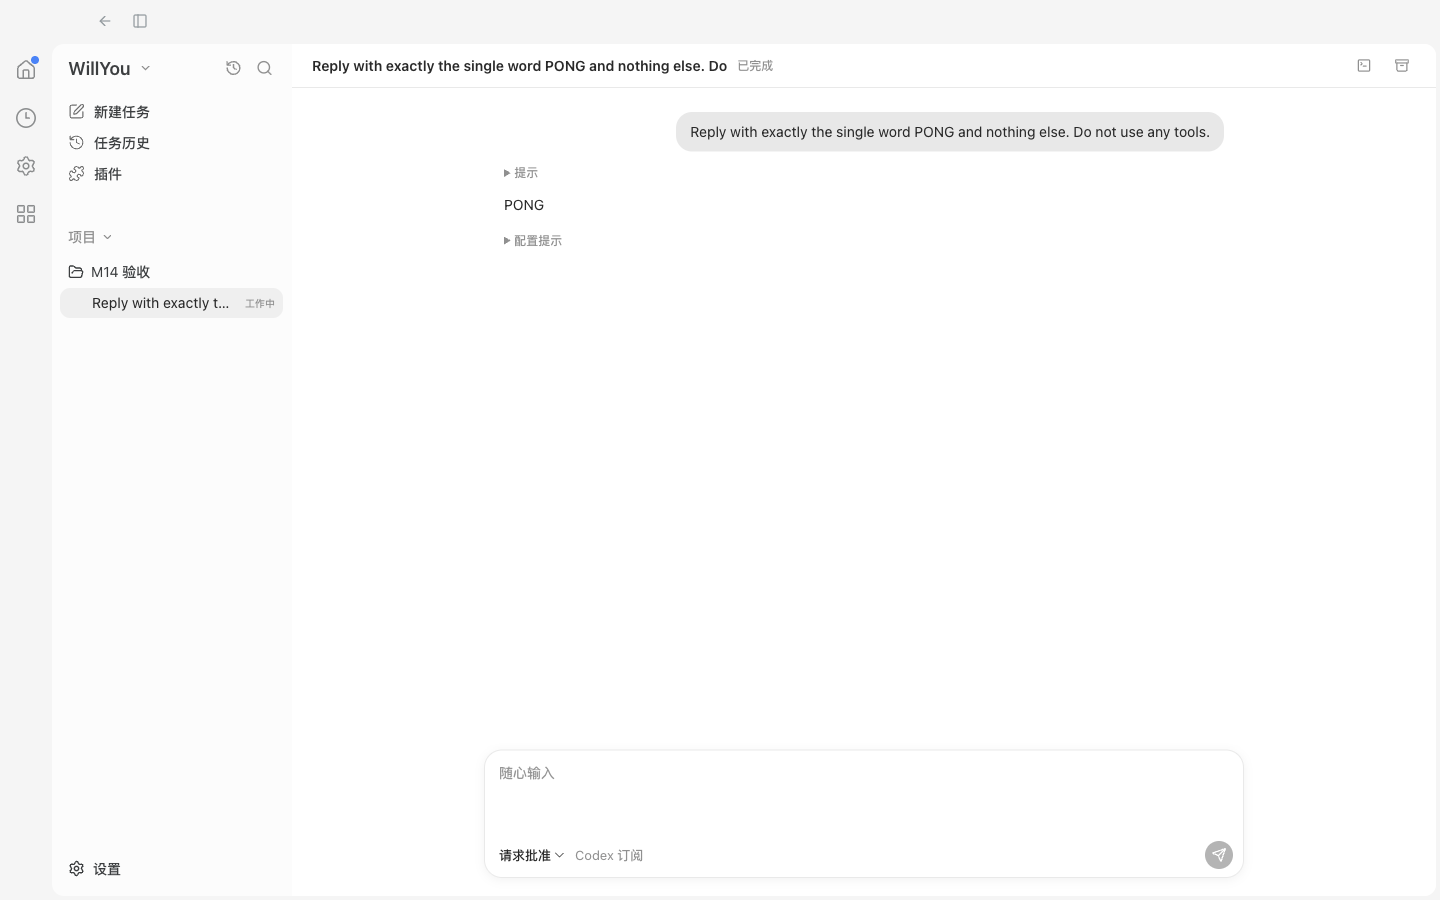 WillYou
新建任务
任务历史
插件
项目
M14 验收
Reply with exactly t... 工作中
设置
Reply with exactly the single word PONG and nothing else. Do 已完成
Reply with exactly the single word PONG and nothing else. Do not use any tools.
提示
PONG
配置提示
随心输入
请求批准 Codex 订阅